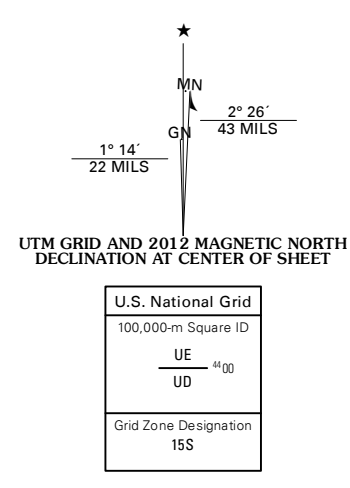 ★
MN
2° 26´
43 MILS
GN
1° 14´
22 MILS
UTM GRID AND 2012 MAGNETIC NORTH
DECLINATION AT CENTER OF SHEET
U.S. National Grid
100,000-m Square ID
UE
4400
UD
Grid Zone Designation
15S